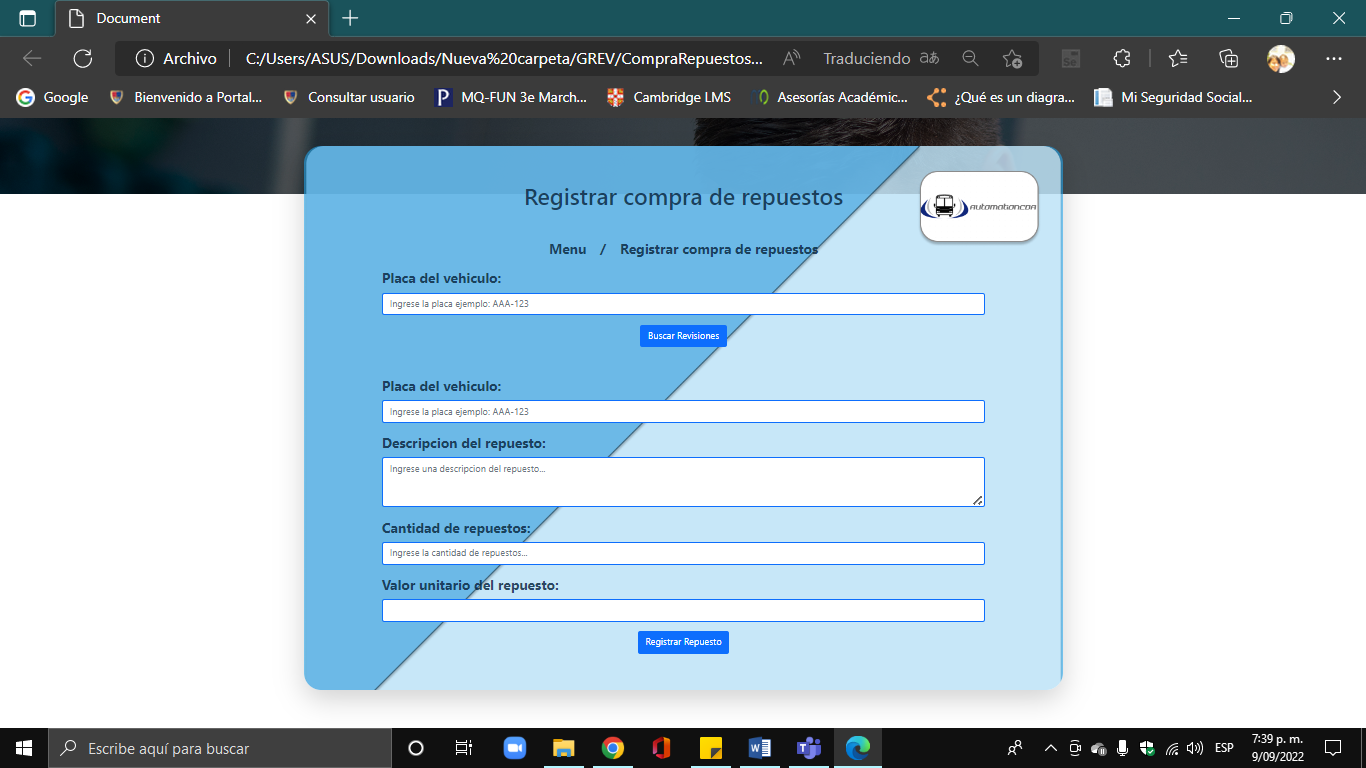 Document
Archivo
C:/Users/ASUS/Downloads/Nueva%20carpeta/GREV/CompraRepuestos...
Traduciendo
Google
Bienvenido a Portal...
Consultar usuario
MQ-FUN 3e March...
Cambridge LMS
Asesorías Académic...
¿Qué es un diagra...
Mi Seguridad Social...
Registrar compra de repuestos
AUTOMOTIONCDA
Menu / Registrar compra de repuestos
Placa del vehiculo:
Ingrese la placa ejemplo: AAA-123
Buscar Revisiones
Placa del vehiculo:
Ingrese la placa ejemplo: AAA-123
Descripcion del repuesto:
Ingrese una descripcion del repuesto...
Cantidad de repuestos:
Ingrese la cantidad de repuestos...
Valor unitario del repuesto:
Registrar Repuesto
Escribe aquí para buscar
ESP
7:39 p. m.
9/09/2022